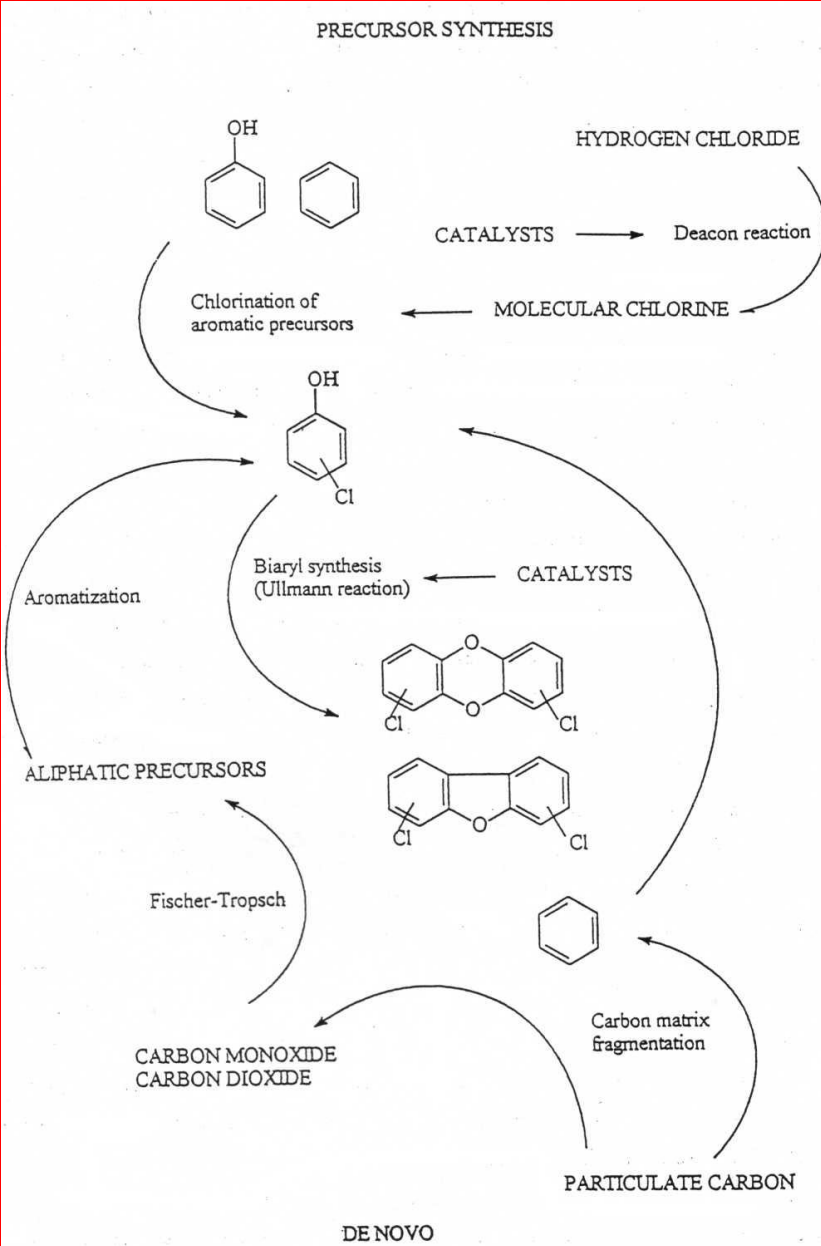 PRECURSOR SYNTHESIS
OH
HYDROGEN CHLORIDE
CATALYSTS
Deacon reaction
Chlorination of
aromatic precursors
MOLECULAR CHLORINE
OH
Cl
Biaryl synthesis
(Ullmann reaction)
CATALYSTS
Aromatization
O
O
Cl
Cl
ALIPHATIC PRECURSORS
O
Cl
Cl
Fischer-Tropsch
Carbon matrix
fragmentation
CARBON MONOXIDE
CARBON DIOXIDE
PARTICULATE CARBON
DE NOVO